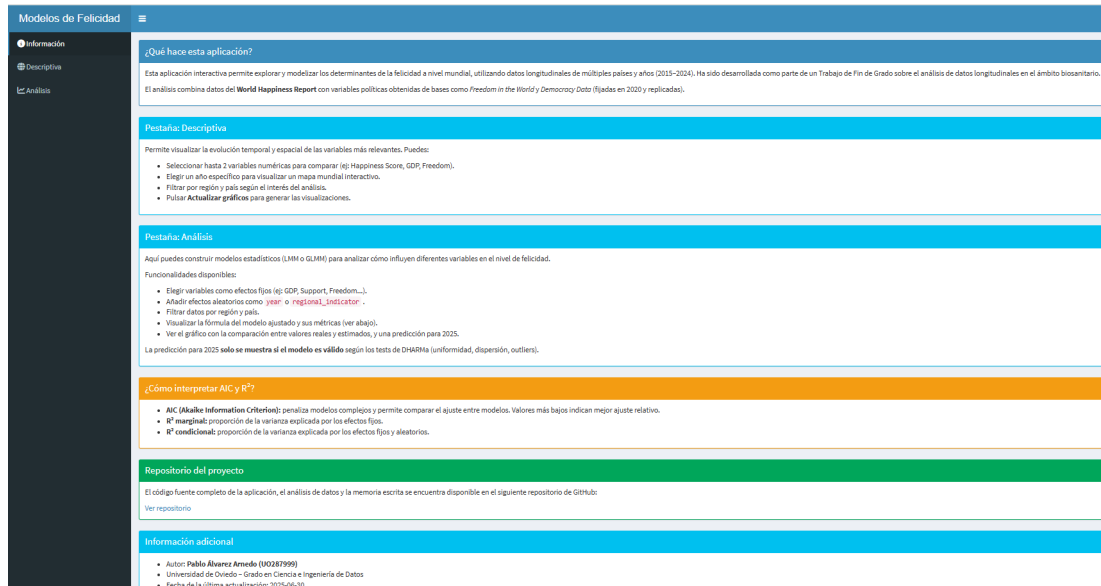 Modelos de Felicidad
Información
Descriptiva
Análisis
¿Qué hace esta aplicación?
Esta aplicación interactiva permite explorar y modelizar los determinantes de la felicidad a nivel mundial, utilizando datos longitudinales de múltiples países y años (2015–2024). Ha sido desarrollada como parte de un Trabajo de Fin de Grado sobre el análisis de datos longitudinales en el ámbito biosanitario.
El análisis combina datos del World Happiness Report con variables políticas obtenidas de bases como Freedom in the World y Democracy Data (fijadas en 2020 y replicadas).
Pestaña: Descriptiva
Permite visualizar la evolución temporal y espacial de las variables más relevantes. Puedes:
• Seleccionar hasta 2 variables numéricas para comparar (ej: Happiness Score, GDP, Freedom).
• Elegir un año específico para visualizar un mapa mundial interactivo.
• Filtrar por región y país según el interés del análisis.
• Pulsar Actualizar gráficos para generar las visualizaciones.
Pestaña: Análisis
Aquí puedes construir modelos estadísticos (LMM o GLMM) para analizar cómo influyen diferentes variables en el nivel de felicidad.
Funcionalidades disponibles:
• Elegir variables como efectos fijos (ej: GDP, Support, Freedom...).
• Añadir efectos aleatorios como year o regional_indicator .
• Filtrar datos por región y país.
• Visualizar la fórmula del modelo ajustado y sus métricas (ver abajo).
• Ver el gráfico con la comparación entre valores reales y estimados, y una predicción para 2025.
La predicción para 2025 solo se muestra si el modelo es válido según los tests de DHARMa (uniformidad, dispersión, outliers).
¿Cómo interpretar AIC y R²?
• AIC (Akaike Information Criterion): penaliza modelos complejos y permite comparar el ajuste entre modelos. Valores más bajos indican mejor ajuste relativo.
• R² marginal: proporción de la varianza explicada por los efectos fijos.
• R² condicional: proporción de la varianza explicada por los efectos fijos y aleatorios.
Repositorio del proyecto
El código fuente completo de la aplicación, el análisis de datos y la memoria escrita se encuentra disponible en el siguiente repositorio de GitHub:
Ver repositorio
Información adicional
• Autor: Pablo Álvarez Arnedo (UO287999)
• Universidad de Oviedo – Grado en Ciencia e Ingeniería de Datos
• Fecha de la última actualización: 2025-06-30